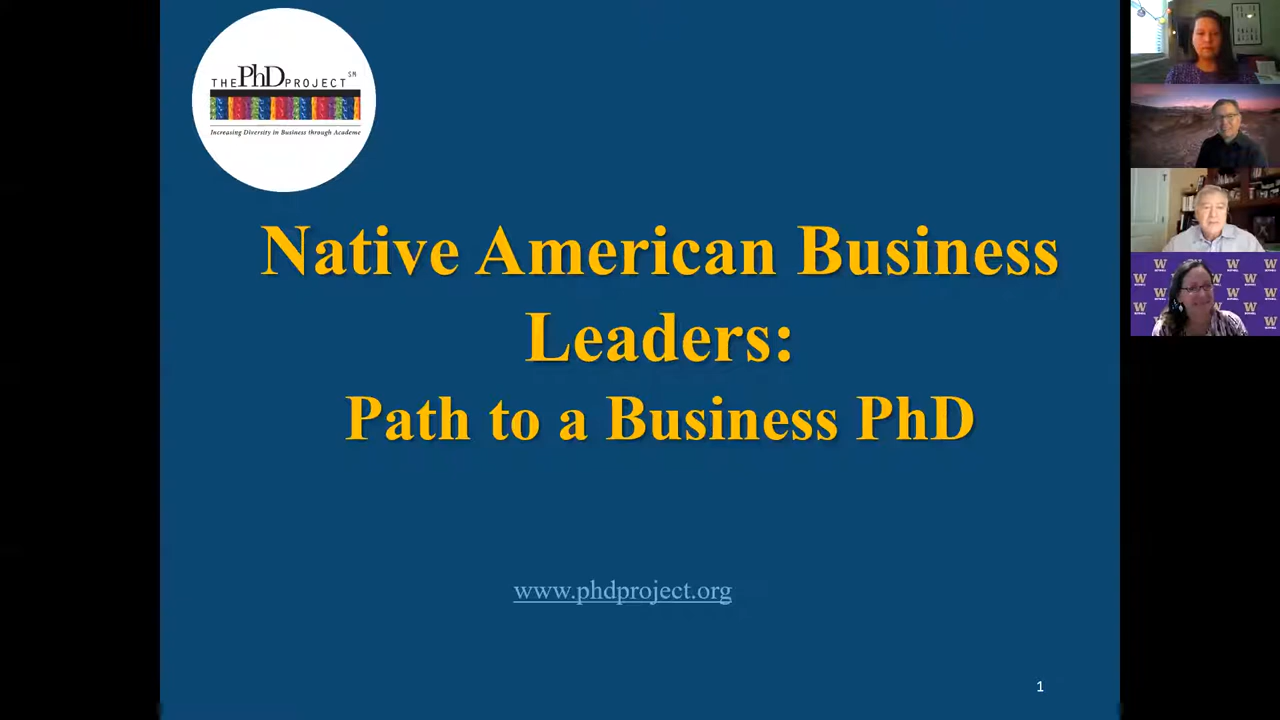 THE PhD PROJECT SM
Increasing Diversity in Business through Academe
Native American Business
Leaders:
Path to a Business PhD
www.phdproject.org
1
W W W W
W W
W W